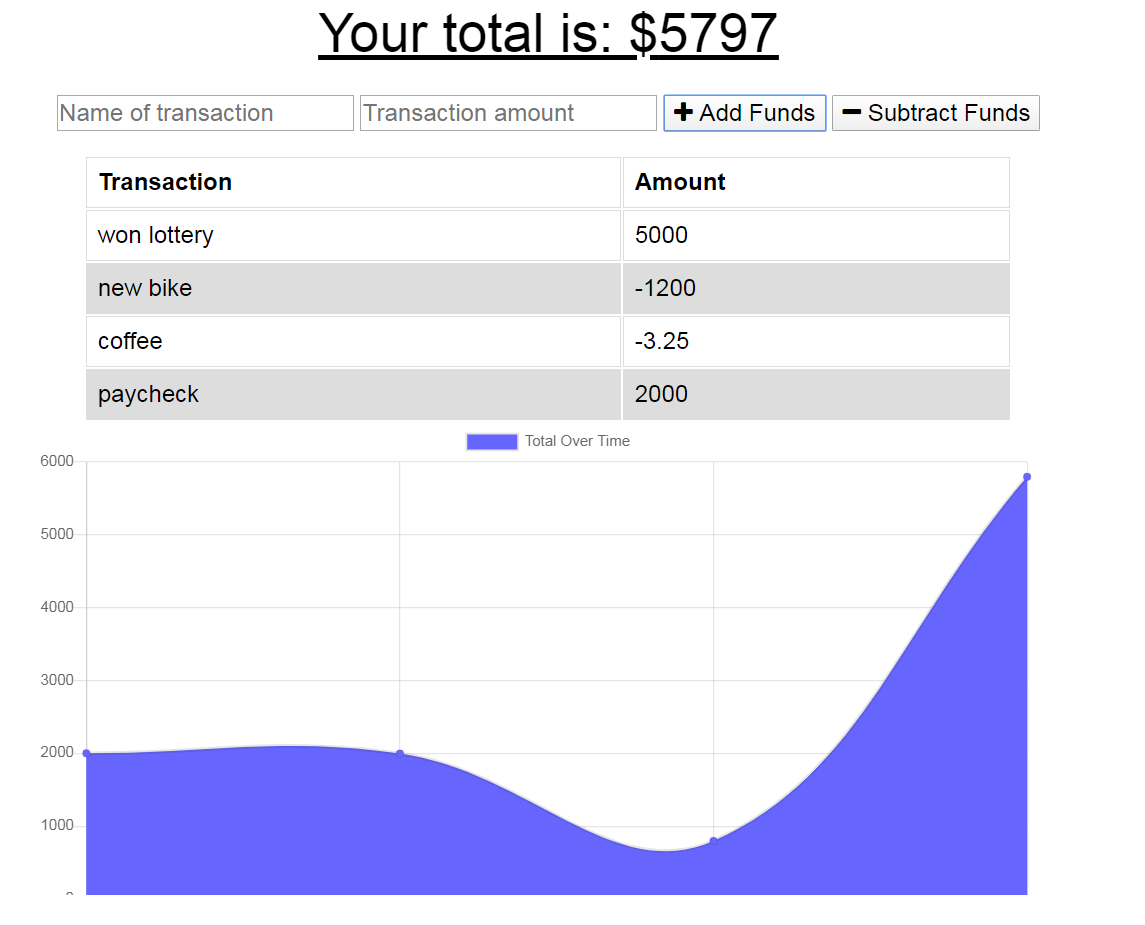 Your total is: $5797
Name of transaction Transaction amount + Add Funds − Subtract Funds
Transaction Amount
won lottery 5000
new bike -1200
coffee -3.25
paycheck 2000
Total Over Time
6000
5000
4000
3000
2000
1000